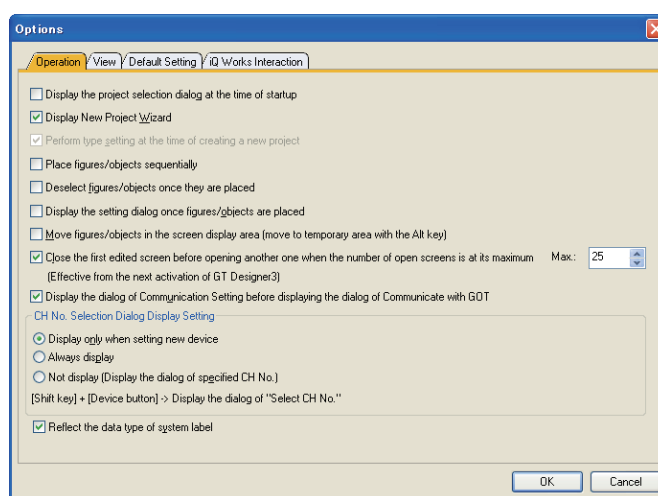 Options
Operation View Default Setting iQ Works Interaction
Display the project selection dialog at the time of startup
Display New Project Wizard
Perform type setting at the time of creating a new project
Place figures/objects sequentially
Deselect figures/objects once they are placed
Display the setting dialog once figures/objects are placed
Move figures/objects in the screen display area (move to temporary area with the Alt key)
Close the first edited screen before opening another one when the number of open screens is at its maximum Max.: 25
(Effective from the next activation of GT Designer3)
Display the dialog of Communication Setting before displaying the dialog of Communicate with GOT
CH No. Selection Dialog Display Setting
Display only when setting new device
Always display
Not display (Display the dialog of specified CH No.)
[Shift key] + [Device button] -> Display the dialog of "Select CH No."
Reflect the data type of system label
OK Cancel